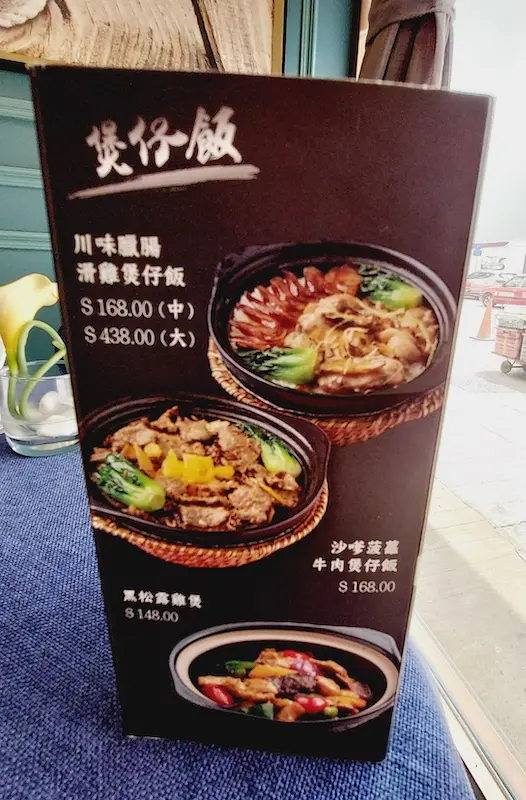 煲仔飯
川味臘腸
滑雞煲仔飯
$168.00(中)
$438.00(大)
沙嗲菠蘿
牛肉煲仔飯
$168.00
黑松露雞煲
$148.00